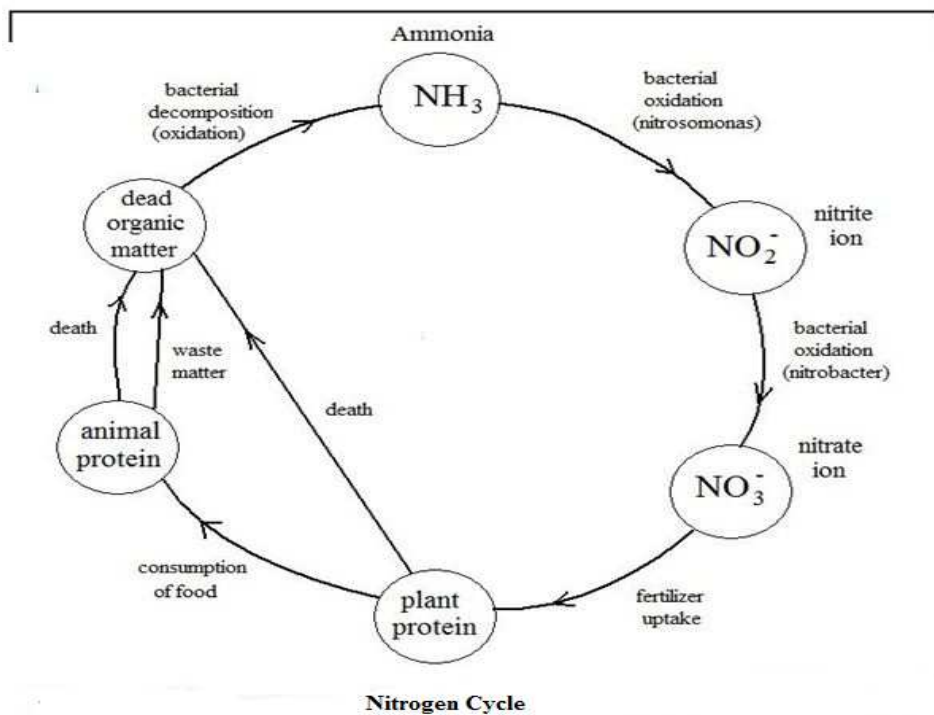 Ammonia
NH3
bacterial
decomposition
(oxidation)
bacterial
oxidation
(nitrosomonas)
dead
organic
matter
nitrite
ion
NO2-
death
waste
matter
bacterial
oxidation
(nitrobacter)
death
animal
protein
nitrate
ion
NO3-
consumption
of food
plant
protein
fertilizer
uptake
Nitrogen Cycle